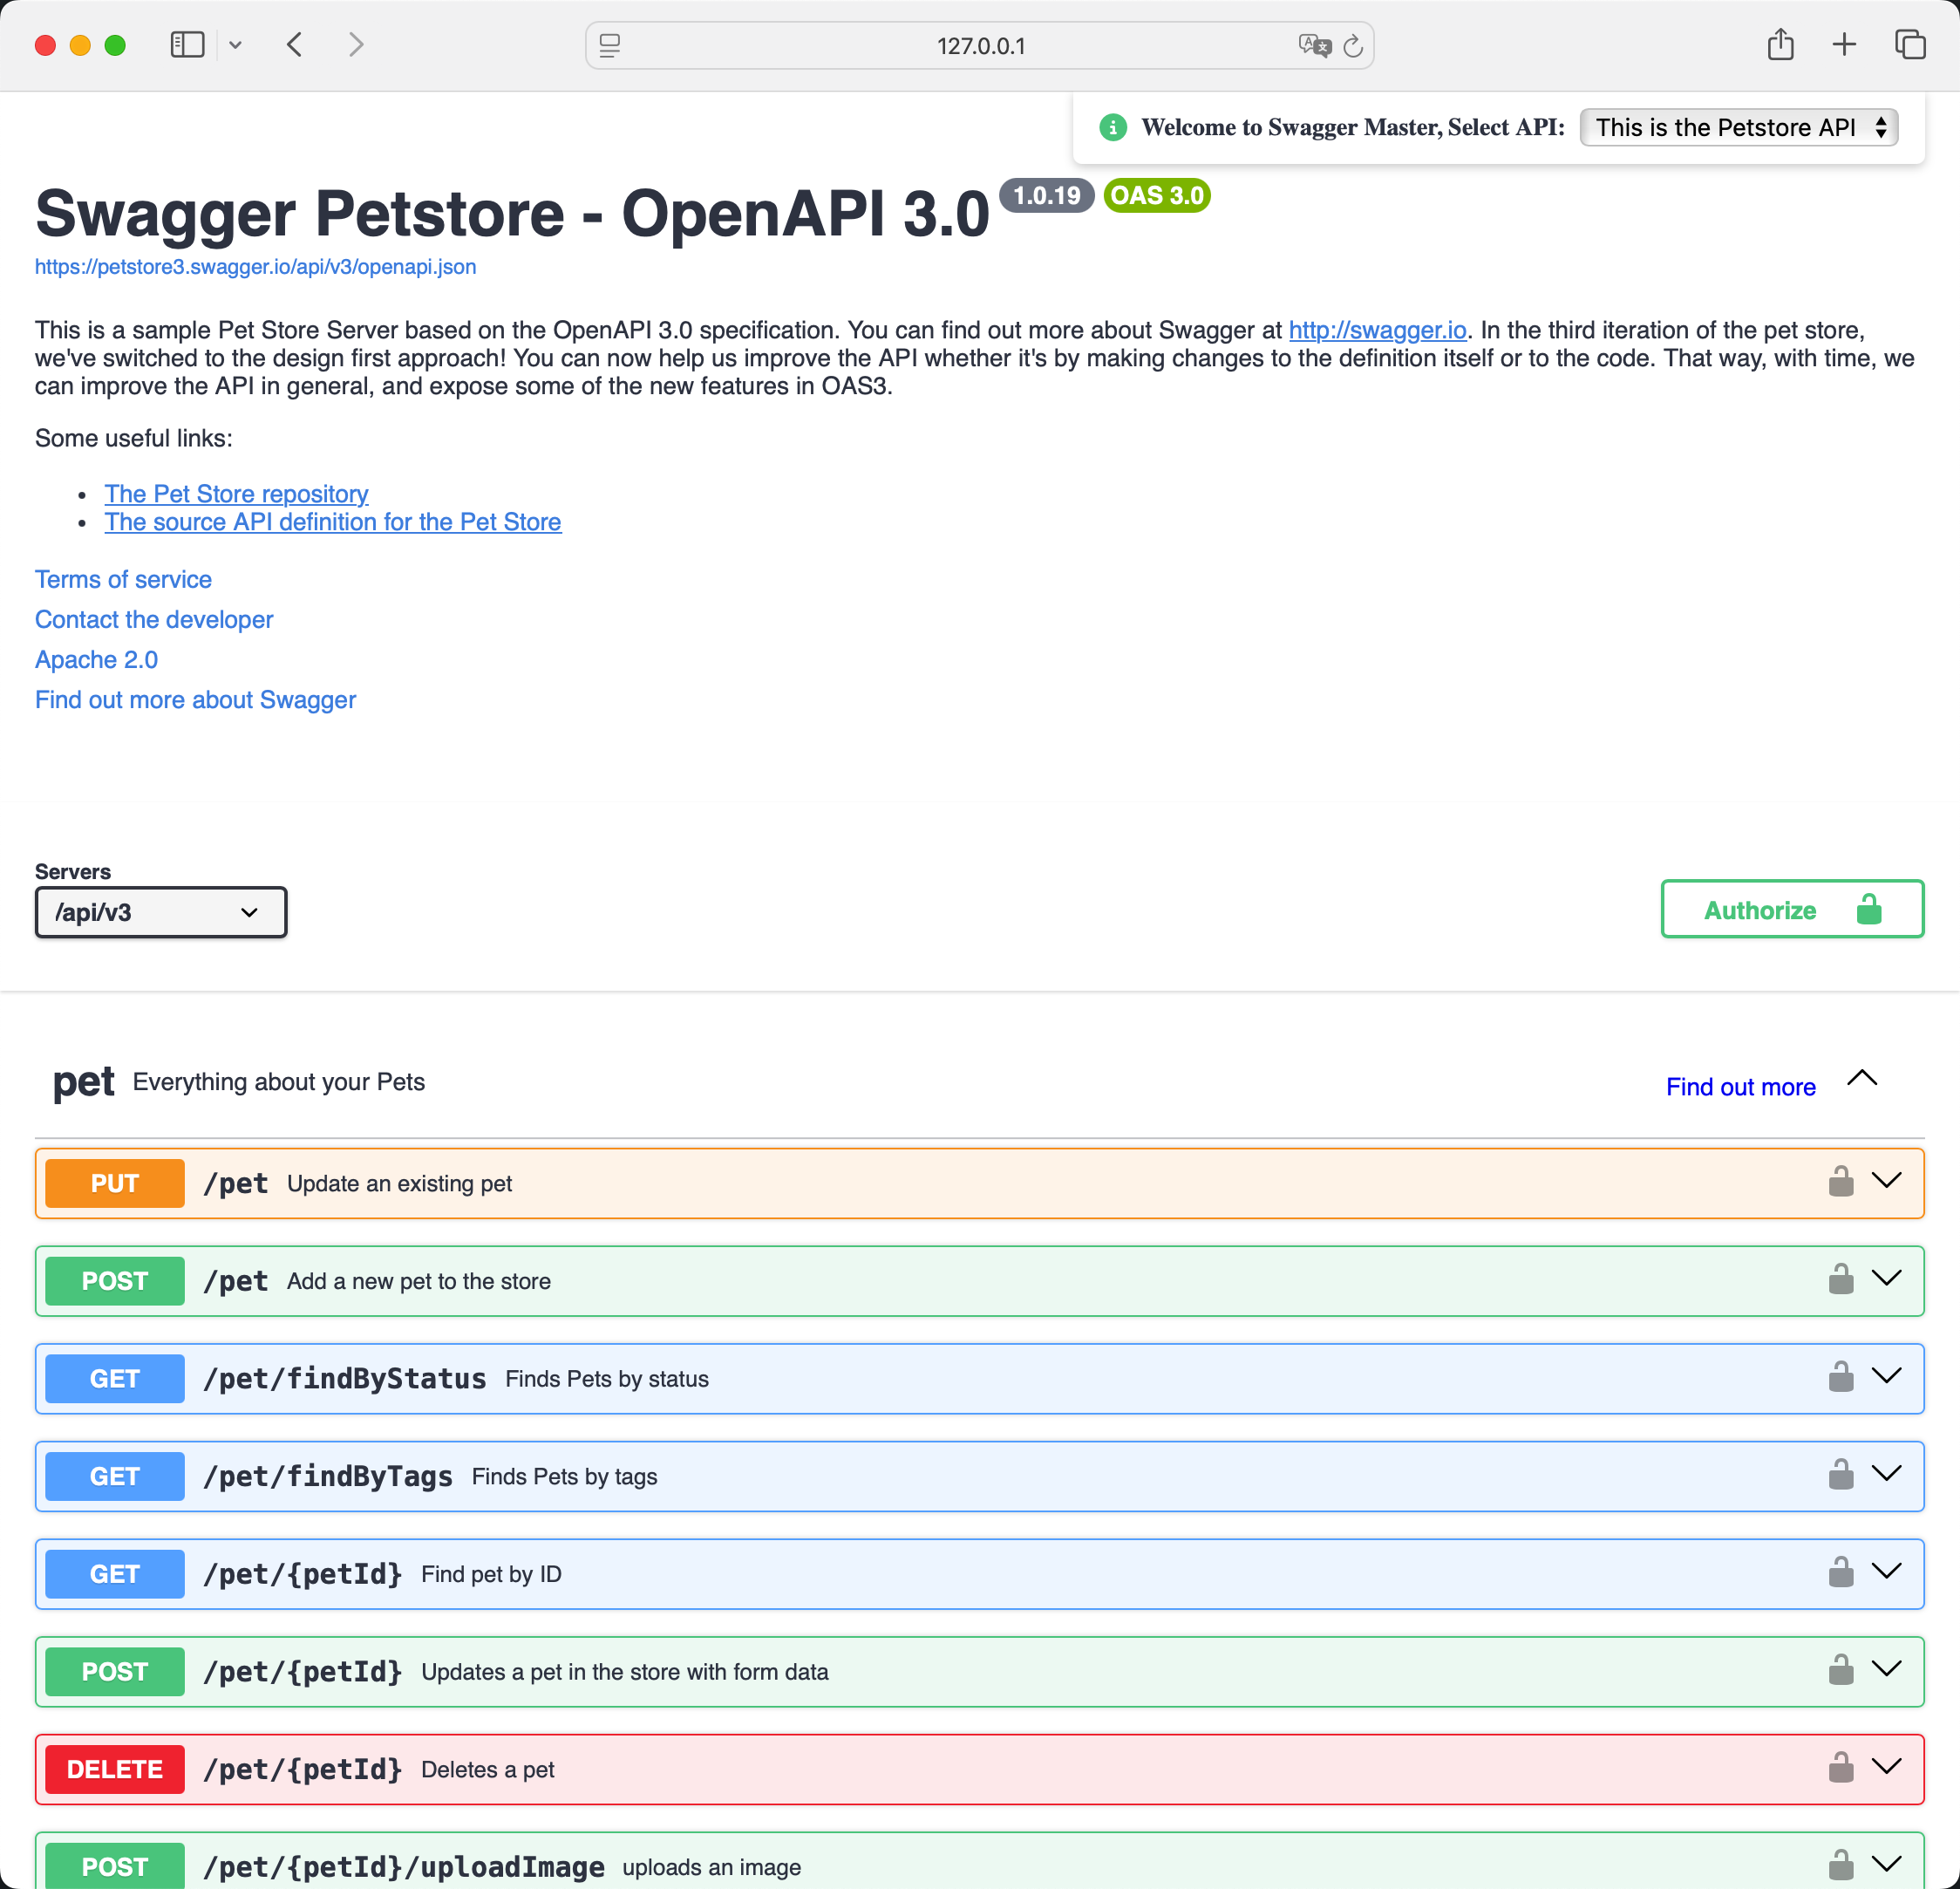 127.0.0.1
Welcome to Swagger Master, Select API: This is the Petstore API
Swagger Petstore - OpenAPI 3.0 1.0.19 OAS 3.0
https://petstore3.swagger.io/api/v3/openapi.json
This is a sample Pet Store Server based on the OpenAPI 3.0 specification. You can find out more about Swagger at http://swagger.io. In the third iteration of the pet store,
we've switched to the design first approach! You can now help us improve the API whether it's by making changes to the definition itself or to the code. That way, with time, we
can improve the API in general, and expose some of the new features in OAS3.
Some useful links:
• The Pet Store repository
• The source API definition for the Pet Store
Terms of service
Contact the developer
Apache 2.0
Find out more about Swagger
Servers
/api/v3
Authorize
pet Everything about your Pets Find out more
PUT /pet Update an existing pet
POST /pet Add a new pet to the store
GET /pet/findByStatus Finds Pets by status
GET /pet/findByTags Finds Pets by tags
GET /pet/{petId} Find pet by ID
POST /pet/{petId} Updates a pet in the store with form data
DELETE /pet/{petId} Deletes a pet
POST /pet/{petId}/uploadImage uploads an image